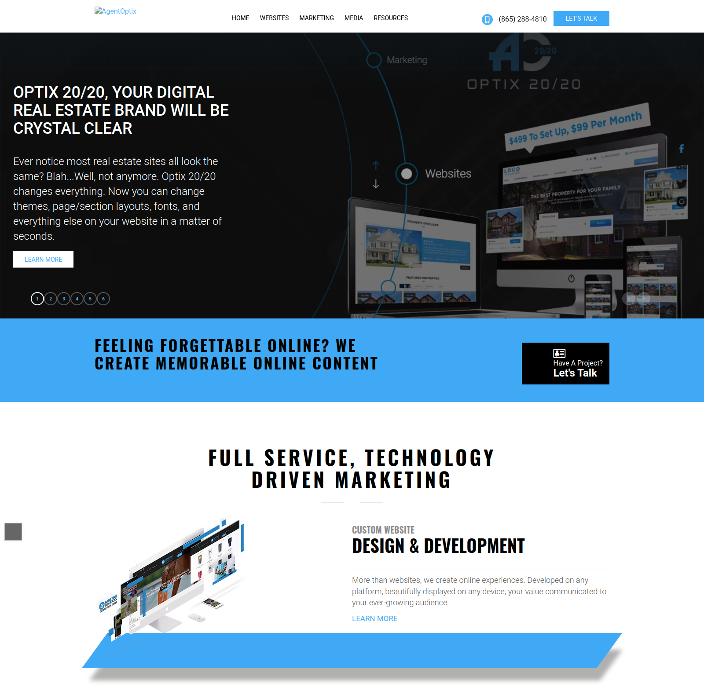 AgentOptix
HOME WEBSITES MARKETING MEDIA RESOURCES
(865) 288-4810
LET'S TALK
OPTIX 20/20, YOUR DIGITAL
REAL ESTATE BRAND WILL BE
CRYSTAL CLEAR
Ever notice most real estate sites all look the
same? Blah...Well, not anymore. Optix 20/20
changes everything. Now you can change
themes, page/section layouts, fonts, and
everything else on your website in a matter of
seconds.
LEARN MORE
1 2 3 4 5 6
Marketing
Websites
20/20
OPTIX 20/20
$499 To Set Up, $99 Per Month
THE BEST PROPERTY FOR YOUR FAMILY
FEELING FORGETTABLE ONLINE? WE
CREATE MEMORABLE ONLINE CONTENT
Have A Project?
Let's Talk
FULL SERVICE, TECHNOLOGY
DRIVEN MARKETING
CUSTOM WEBSITE
DESIGN & DEVELOPMENT
More than websites, we create online experiences. Developed on any
platform, beautifully displayed on any device, your value communicated to
your ever-growing audience.
LEARN MORE